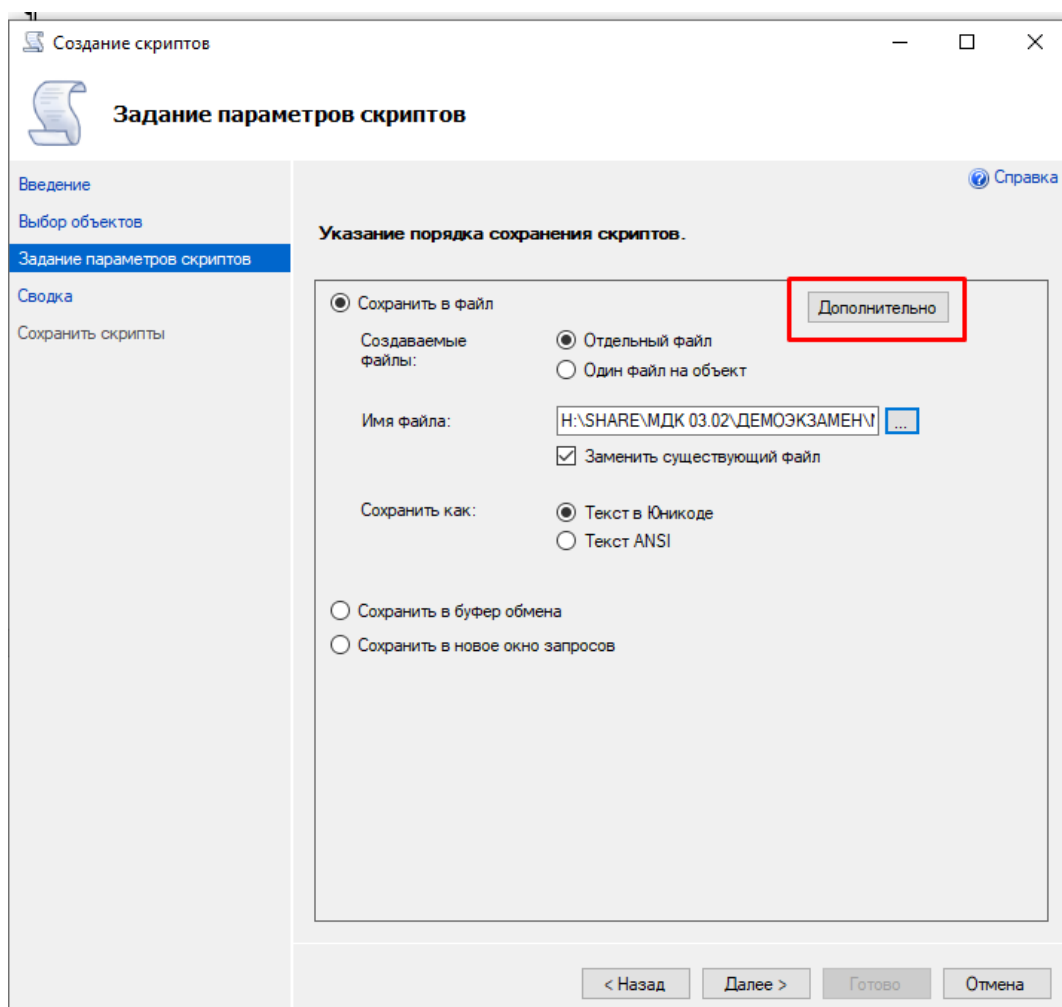 Создание скриптов
Задание параметров скриптов
Введение
Выбор объектов
Задание параметров скриптов
Сводка
Сохранить скрипты
Справка
Указание порядка сохранения скриптов.
Сохранить в файл
Дополнительно
Создаваемые
файлы:
Отдельный файл
Один файл на объект
Имя файла:
H:\SHARE\МДК 03.02\ДЕМОЭКЗАМЕН\
...
Заменить существующий файл
Сохранить как:
Текст в Юникоде
Текст ANSI
Сохранить в буфер обмена
Сохранить в новое окно запросов
< Назад
Далее >
Готово
Отмена